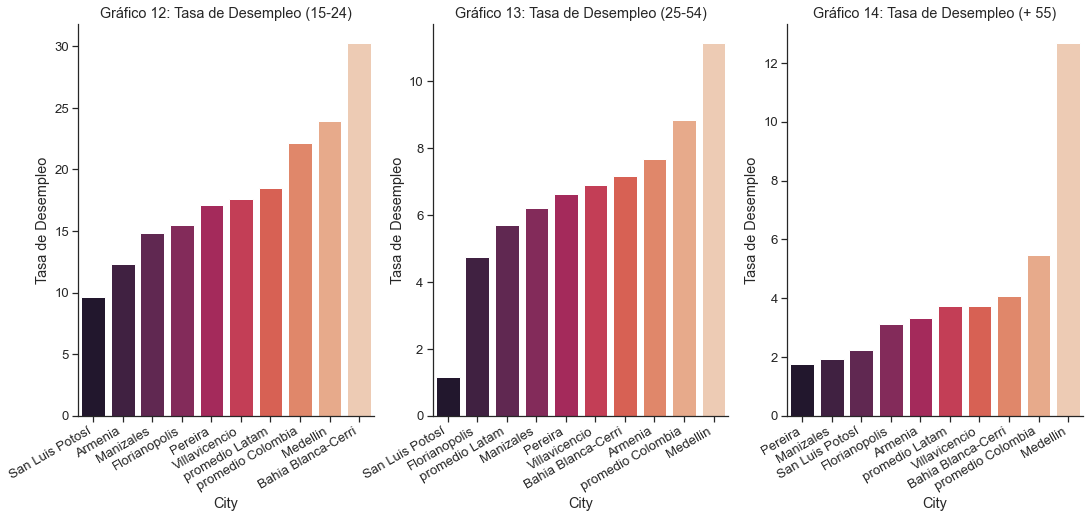 Gráfico 12: Tasa de Desempleo (15-24)
Tasa de Desempleo
30
25
20
15
10
5
0
San Luis Potosí
Armenia
Manizales
Florianopolis
Pereira
Villavicencio
promedio Latam
promedio Colombia
Medellin
Bahia Blanca-Cerri
City
Gráfico 13: Tasa de Desempleo (25-54)
Tasa de Desempleo
10
8
6
4
2
0
San Luis Potosí
Florianopolis
promedio Latam
Manizales
Pereira
Villavicencio
Bahia Blanca-Cerri
Armenia
promedio Colombia
Medellin
City
Gráfico 14: Tasa de Desempleo (+ 55)
Tasa de Desempleo
12
10
8
6
4
2
0
Pereira
Manizales
San Luis Potosí
Florianopolis
Armenia
promedio Latam
Villavicencio
Bahia Blanca-Cerri
promedio Colombia
Medellin
City